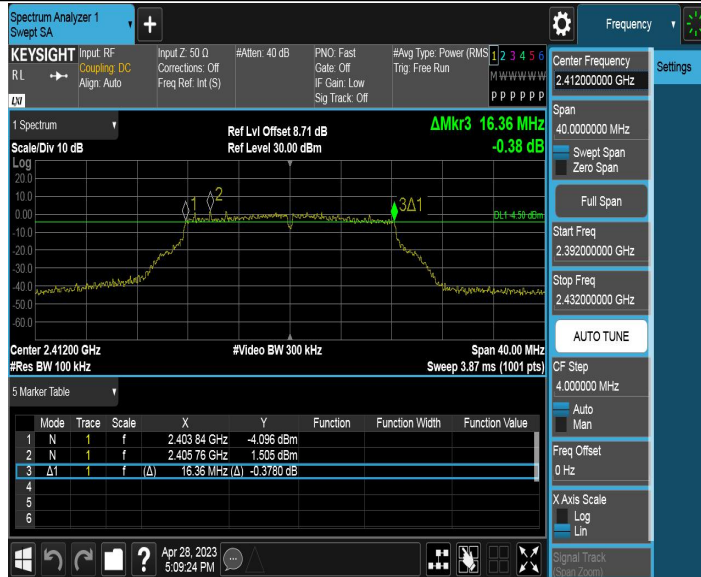 Spectrum Analyzer 1
Swept SA
+
Frequency
KEYSIGHT
RL
LXI
Input: RF
Coupling: DC
Align: Auto
Input Z: 50 Ω
Corrections: Off
Freq Ref: Int (S)
#Atten: 40 dB
PNO: Fast
Gate: Off
IF Gain: Low
Sig Track: Off
#Avg Type: Power (RMS
Trig: Free Run
1 2 3 4 5 6
M W W W W W
P P P P P P
1 Spectrum
Scale/Div 10 dB
Ref Lvl Offset 8.71 dB
Ref Level 30.00 dBm
ΔMkr3 16.36 MHz
-0.38 dB
Log
20.0
10.0
0.00
-10.0
-20.0
-30.0
-40.0
-50.0
-60.0
1
2
3Δ1
DL1 -4.50 dBm
Center 2.41200 GHz
#Video BW 300 kHz
Span 40.00 MHz
#Res BW 100 kHz
Sweep 3.87 ms (1001 pts)
5 Marker Table
Mode Trace Scale X Y Function Function Width Function Value
1 N 1 f 2.403 84 GHz -4.096 dBm
2 N 1 f 2.405 76 GHz 1.505 dBm
3 Δ1 1 f (Δ) 16.36 MHz (Δ) -0.3780 dB
4
5
6
?
Apr 28, 2023
5:09:24 PM
Center Frequency
2.412000000 GHz
Settings
Span
40.0000000 MHz
Swept Span
Zero Span
Full Span
Start Freq
2.392000000 GHz
Stop Freq
2.432000000 GHz
AUTO TUNE
CF Step
4.000000 MHz
Auto
Man
Freq Offset
0 Hz
X Axis Scale
Log
Lin
Signal Track
(Span Zoom)